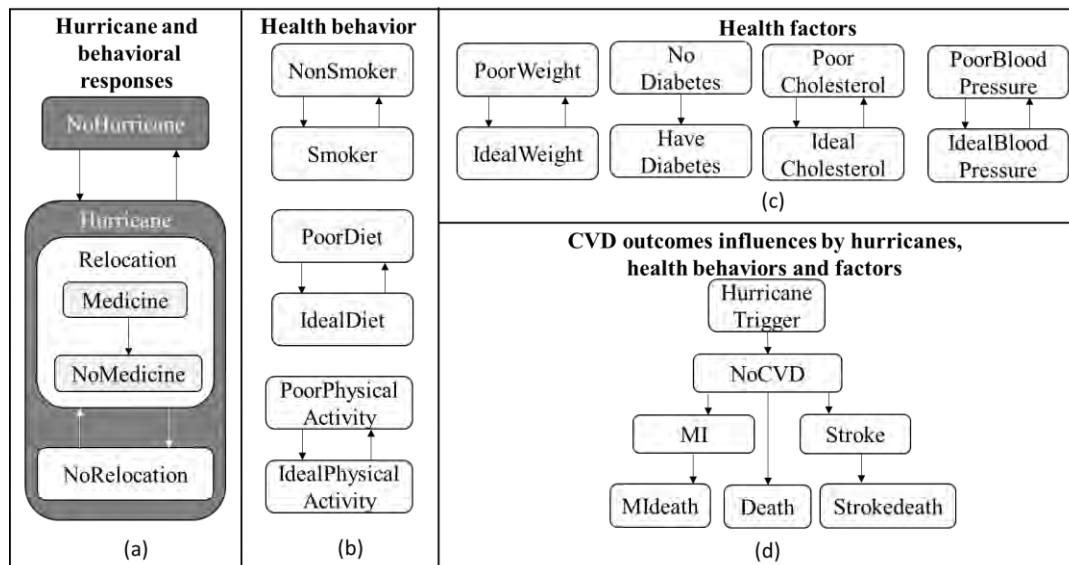 Hurricane and
behavioral
responses
NoHurricane
Hurricane
Relocation
Medicine
NoMedicine
NoRelocation
(a)
Health behavior
NonSmoker
Smoker
PoorDiet
IdealDiet
PoorPhysical
Activity
IdealPhysical
Activity
(b)
Health factors
PoorWeight
IdealWeight
No
Diabetes
Have
Diabetes
Poor
Cholesterol
Ideal
Cholesterol
PoorBlood
Pressure
IdealBlood
Pressure
(c)
CVD outcomes influences by hurricanes,
health behaviors and factors
Hurricane
Trigger
NoCVD
MI
Stroke
MIdeath
Death
Strokedeath
(d)